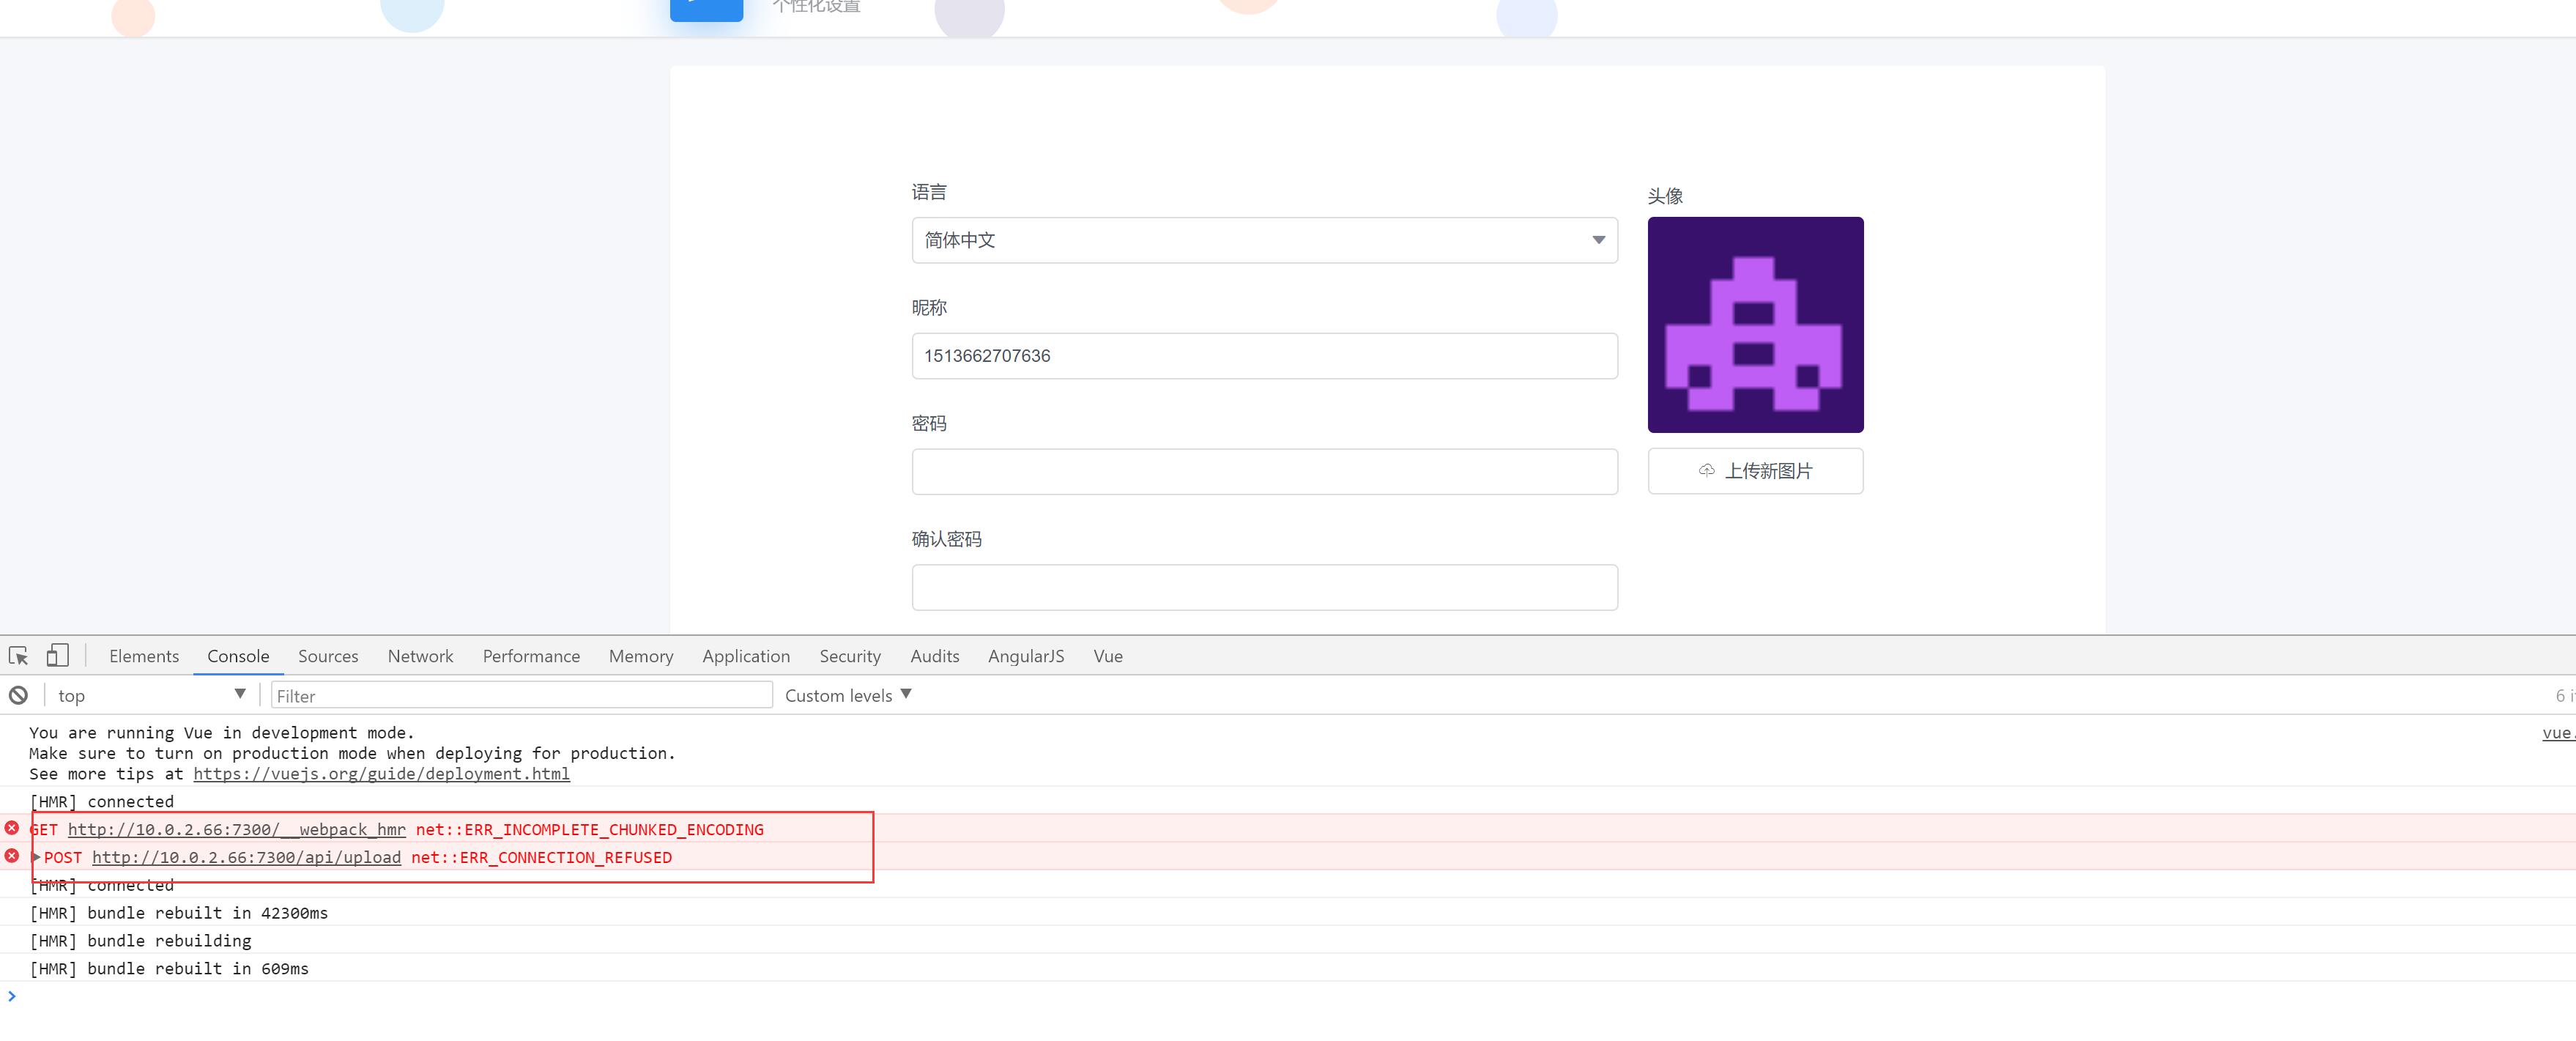 个性化设置
语言
简体中文
头像
昵称
1513662707636
密码
上传新图片
确认密码
Elements Console Sources Network Performance Memory Application Security Audits AngularJS Vue
top Filter Custom levels 6
You are running Vue in development mode. vue.
Make sure to turn on production mode when deploying for production.
See more tips at https://vuejs.org/guide/deployment.html
[HMR] connected
GET http://10.0.2.66:7300/__webpack_hmr net::ERR_INCOMPLETE_CHUNKED_ENCODING
POST http://10.0.2.66:7300/api/upload net::ERR_CONNECTION_REFUSED
[HMR] connected
[HMR] bundle rebuilt in 42300ms
[HMR] bundle rebuilding
[HMR] bundle rebuilt in 609ms